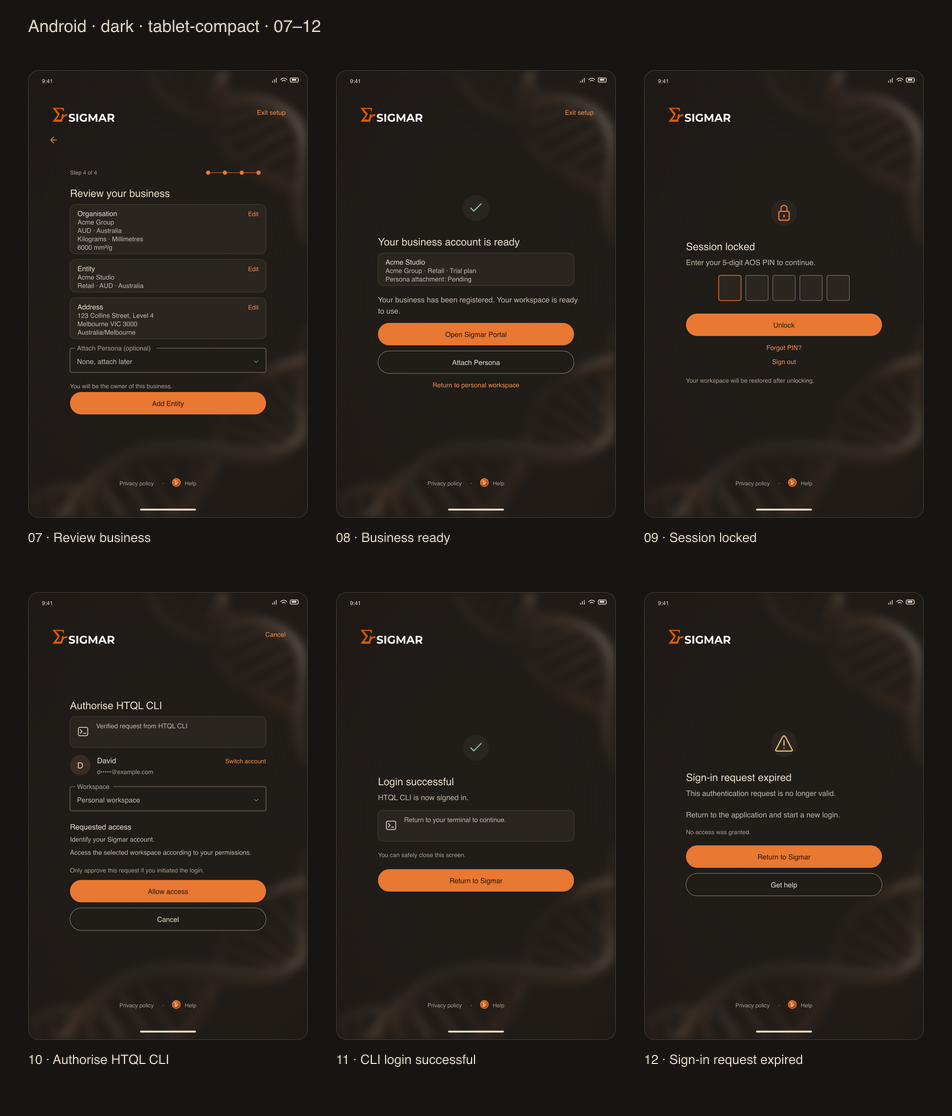 Android · dark · tablet-compact · 07–12
9:41
SIGMAR
Exit setup
Step 4 of 4
Review your business
Organisation
Edit
Acme Group
AUD · Australia
Kilograms · Millimetres
6000 mm²/g
Entity
Edit
Acme Studio
Retail · AUD · Australia
Address
Edit
123 Collins Street, Level 4
Melbourne VIC 3000
Australia/Melbourne
Attach Persona (optional)
None, attach later
You will be the owner of this business.
Add Entity
Privacy policy · Help
07 · Review business
9:41
SIGMAR
Exit setup
Your business account is ready
Acme Studio
Acme Group · Retail · Trial plan
Persona attachment: Pending
Your business has been registered. Your workspace is ready
to use.
Open Sigmar Portal
Attach Persona
Return to personal workspace
Privacy policy · Help
08 · Business ready
9:41
SIGMAR
Session locked
Enter your 5-digit AOS PIN to continue.
Unlock
Forgot PIN?
Sign out
Your workspace will be restored after unlocking.
Privacy policy · Help
09 · Session locked
9:41
SIGMAR
Cancel
Authorise HTQL CLI
Verified request from HTQL CLI
D
David
Switch account
d•••••@example.com
Workspace
Personal workspace
Requested access
Identify your Sigmar account.
Access the selected workspace according to your permissions.
Only approve this request if you initiated the login.
Allow access
Cancel
Privacy policy · Help
10 · Authorise HTQL CLI
9:41
SIGMAR
Login successful
HTQL CLI is now signed in.
Return to your terminal to continue.
You can safely close this screen.
Return to Sigmar
Privacy policy · Help
11 · CLI login successful
9:41
SIGMAR
Sign-in request expired
This authentication request is no longer valid.
Return to the application and start a new login.
No access was granted.
Return to Sigmar
Get help
Privacy policy · Help
12 · Sign-in request expired